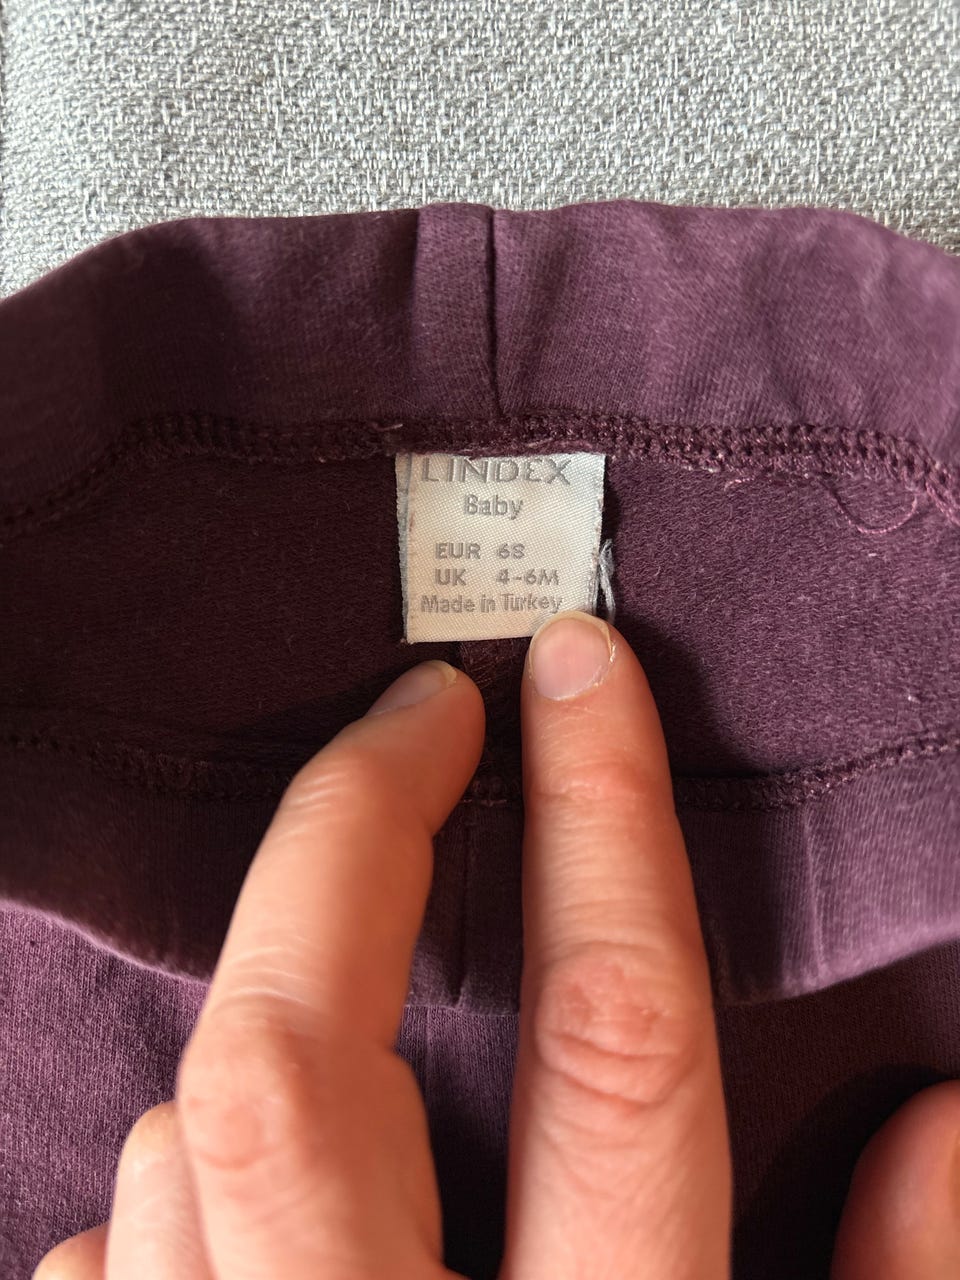 LINDEX
Baby
EUR 68
UK 4-6M
Made in Turkey